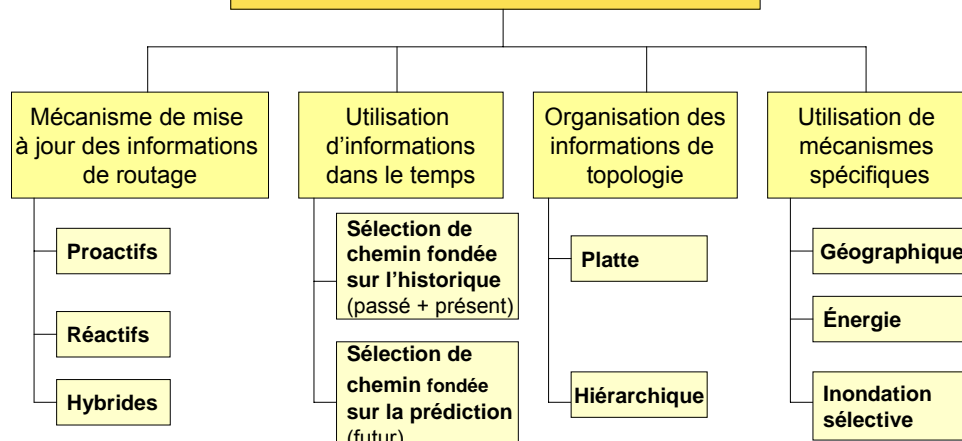 Mécanisme de mise
à jour des informations
de routage
Proactifs
Réactifs
Hybrides
Utilisation
d’informations
dans le temps
Sélection de
chemin fondée
sur l’historique
(passé + présent)
Sélection de
chemin fondée
sur la prédiction
(futur)
Organisation des
informations de
topologie
Platte
Hiérarchique
Utilisation de
mécanismes
spécifiques
Géographique
Énergie
Inondation
sélective